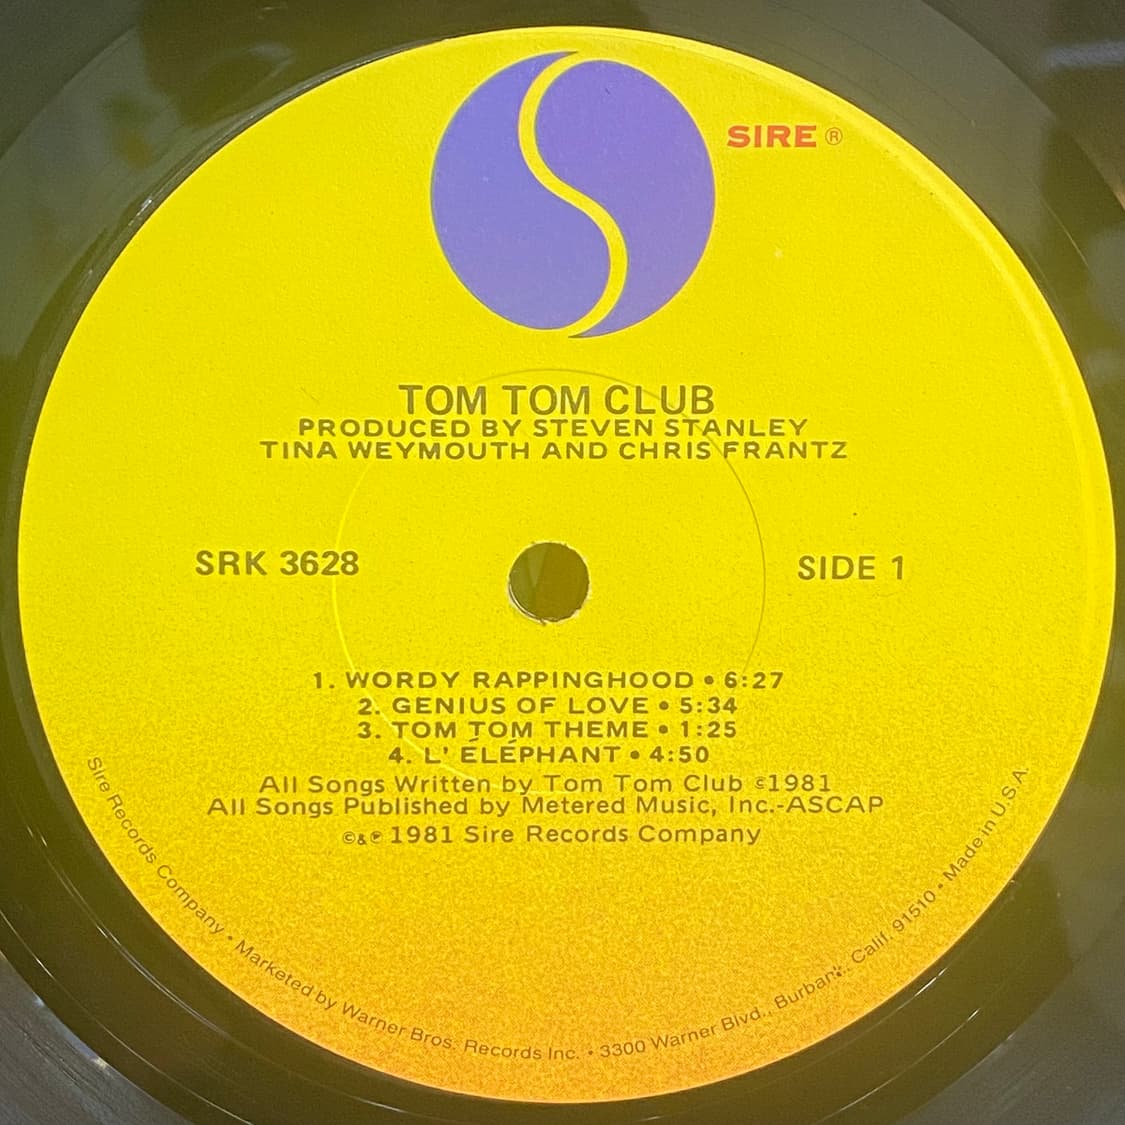 SIRE ®
TOM TOM CLUB
PRODUCED BY STEVEN STANLEY
TINA WEYMOUTH AND CHRIS FRANTZ
SRK 3628
SIDE 1
1. WORDY RAPPINGHOOD • 6:27
2. GENIUS OF LOVE • 5:34
3. TOM TOM THEME • 1:25
4. L' ÉLÉPHANT • 4:50
All Songs Written by Tom Tom Club ©1981
All Songs Published by Metered Music, Inc.-ASCAP
©&℗ 1981 Sire Records Company
Sire Records Company • Marketed by Warner Bros. Records Inc. • 3300 Warner Blvd., Burbank, Calif. 91510 • Made in U.S.A.